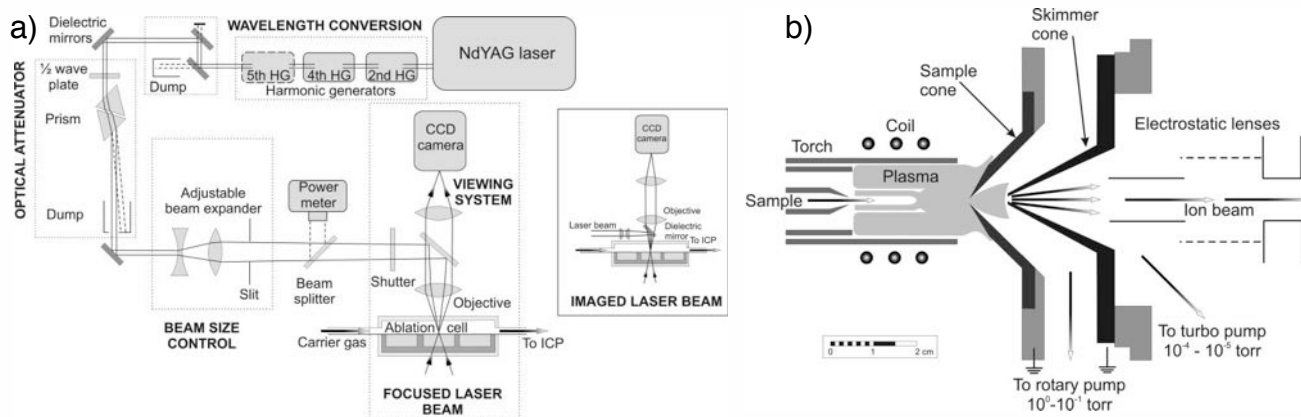 a)
Dielectric
mirrors
WAVELENGTH CONVERSION
NdYAG laser
5th HG
4th HG
2nd HG
Harmonic generators
Dump
½ wave
plate
Prism
OPTICAL ATTENUATOR
Dump
Adjustable
beam expander
Power
meter
Slit
Beam
splitter
BEAM SIZE
CONTROL
CCD
camera
VIEWING
SYSTEM
Shutter
Objective
Ablation cell
Carrier gas
To ICP
FOCUSED LASER
BEAM
CCD
camera
Objective
Laser beam
Dielectric
mirror
To ICP
IMAGED LASER BEAM
b)
Skimmer
cone
Sample
cone
Coil
Torch
Plasma
Sample
Electrostatic lenses
Ion beam
0 1 2 cm
To turbo pump
10⁻⁴ - 10⁻⁵ torr
To rotary pump
10⁰-10⁻¹ torr